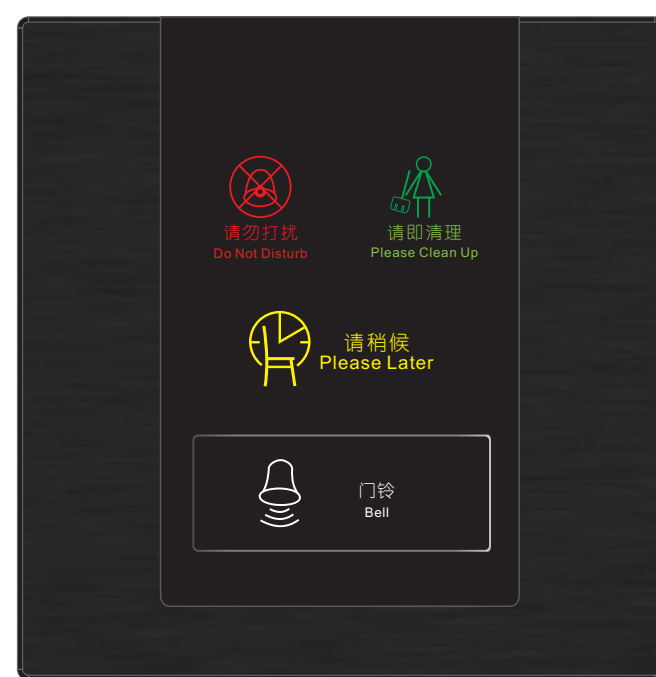 请勿打扰
Do Not Disturb
请即清理
Please Clean Up
请稍候
Please Later
门铃
Bell